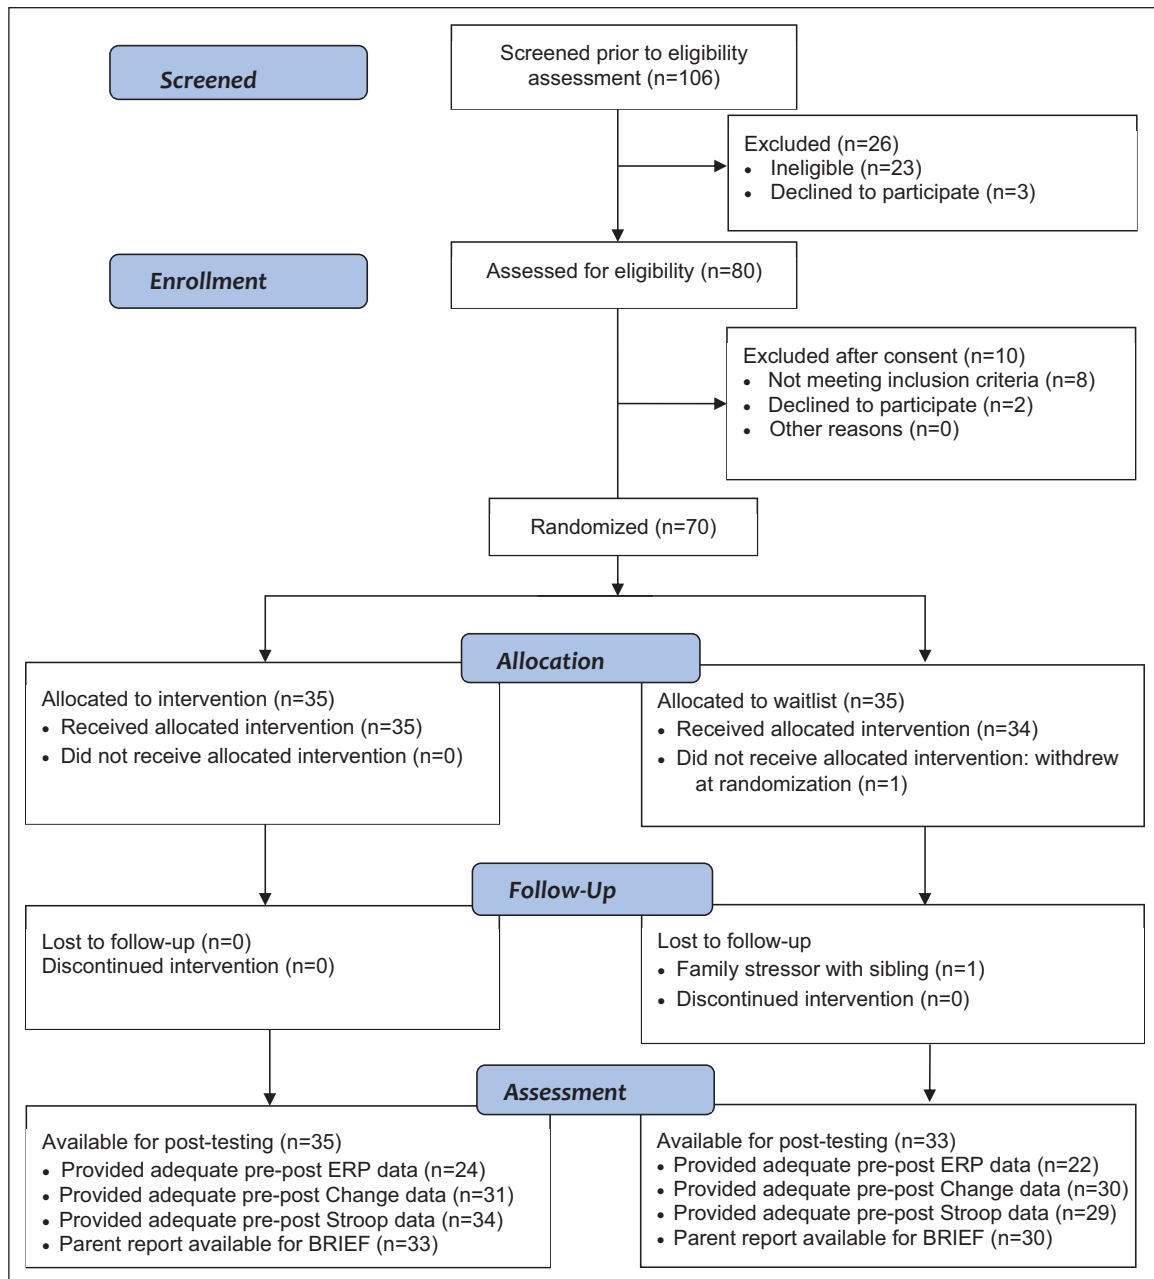 Screened
Screened prior to eligibility
assessment (n=106)
Excluded (n=26)
• Ineligible (n=23)
• Declined to participate (n=3)
Enrollment
Assessed for eligibility (n=80)
Excluded after consent (n=10)
• Not meeting inclusion criteria (n=8)
• Declined to participate (n=2)
• Other reasons (n=0)
Randomized (n=70)
Allocation
Allocated to intervention (n=35)
• Received allocated intervention (n=35)
• Did not receive allocated intervention (n=0)
Allocated to waitlist (n=35)
• Received allocated intervention (n=34)
• Did not receive allocated intervention: withdrew
at randomization (n=1)
Follow-Up
Lost to follow-up (n=0)
Discontinued intervention (n=0)
Lost to follow-up
• Family stressor with sibling (n=1)
• Discontinued intervention (n=0)
Assessment
Available for post-testing (n=35)
• Provided adequate pre-post ERP data (n=24)
• Provided adequate pre-post Change data (n=31)
• Provided adequate pre-post Stroop data (n=34)
• Parent report available for BRIEF (n=33)
Available for post-testing (n=33)
• Provided adequate pre-post ERP data (n=22)
• Provided adequate pre-post Change data (n=30)
• Provided adequate pre-post Stroop data (n=29)
• Parent report available for BRIEF (n=30)